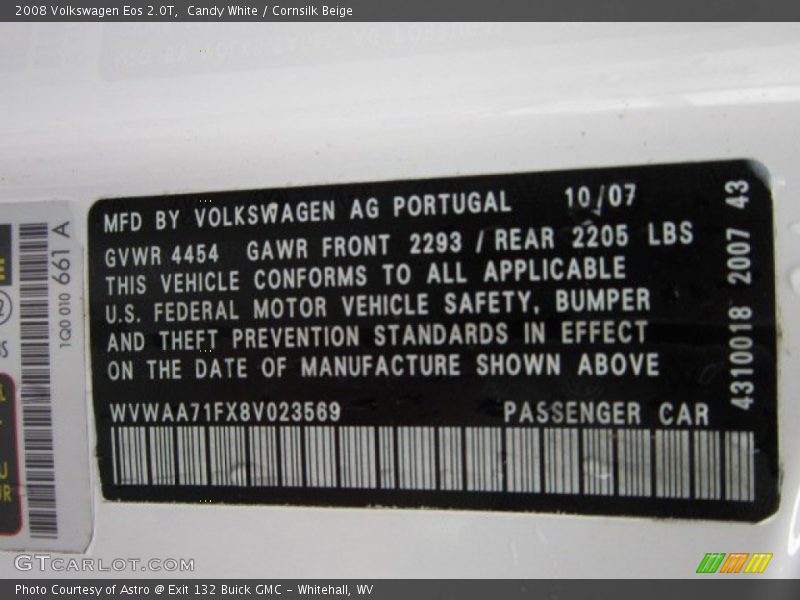 2008 Volkswagen Eos 2.0T,  Candy White / Cornsilk Beige
MFD BY VOLKSWAGEN AG PORTUGAL 10/07
GVWR 4454 GAWR FRONT 2293 / REAR 2205 LBS
THIS VEHICLE CONFORMS TO ALL APPLICABLE
U.S. FEDERAL MOTOR VEHICLE SAFETY, BUMPER
AND THEFT PREVENTION STANDARDS IN EFFECT
ON THE DATE OF MANUFACTURE SHOWN ABOVE
WVWAA71FX8V023569 PASSENGER CAR
4310018 2007 43
1Q0 010 661 A
GTCARLOT.COM
Photo Courtesy of Astro @ Exit 132 Buick GMC – Whitehall, WV